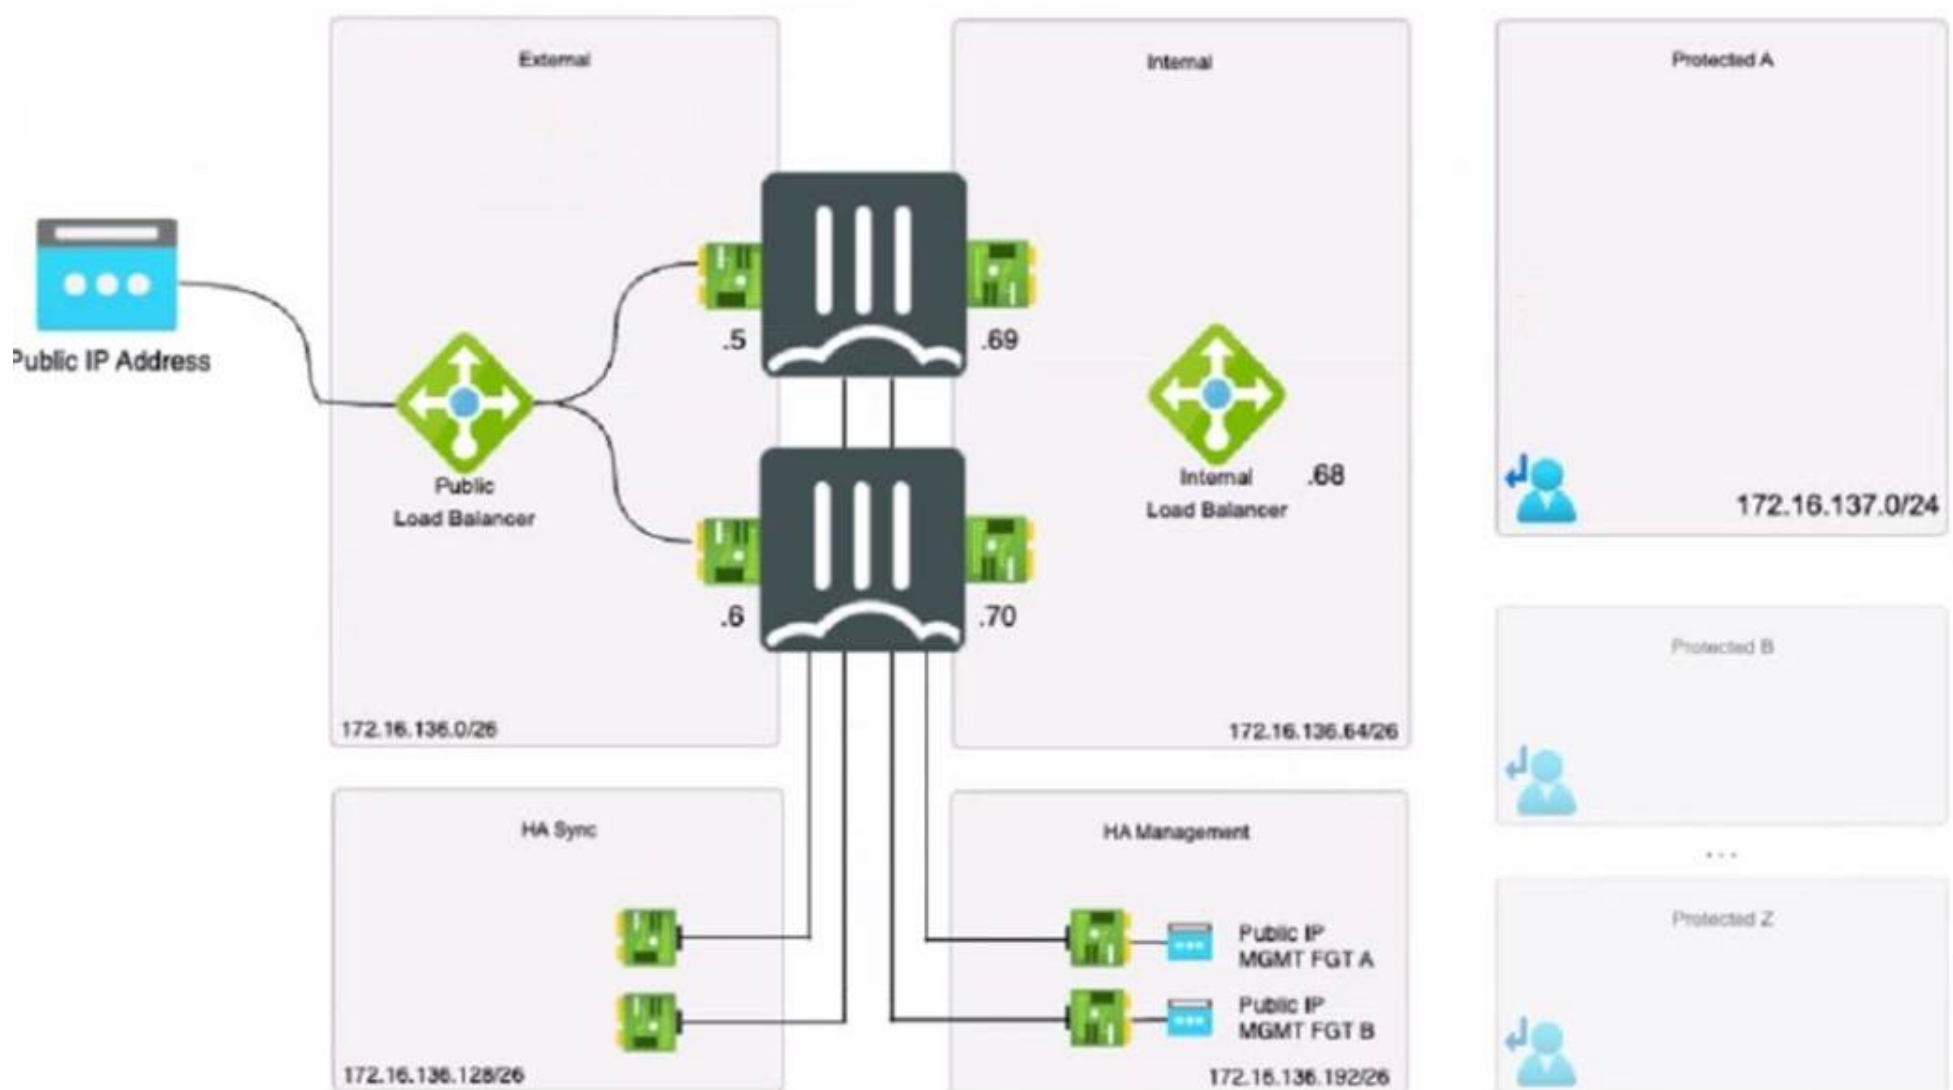 External
Internal
Protected A
Public IP Address
.5
.69
Public
Load Balancer
Internal
Load Balancer
.68
172.16.137.0/24
.6
.70
Protected B
172.16.136.0/26
172.16.136.64/26
HA Sync
HA Management
...
Protected Z
Public IP
MGMT FGT A
Public IP
MGMT FGT B
172.16.136.128/26
172.16.136.192/26